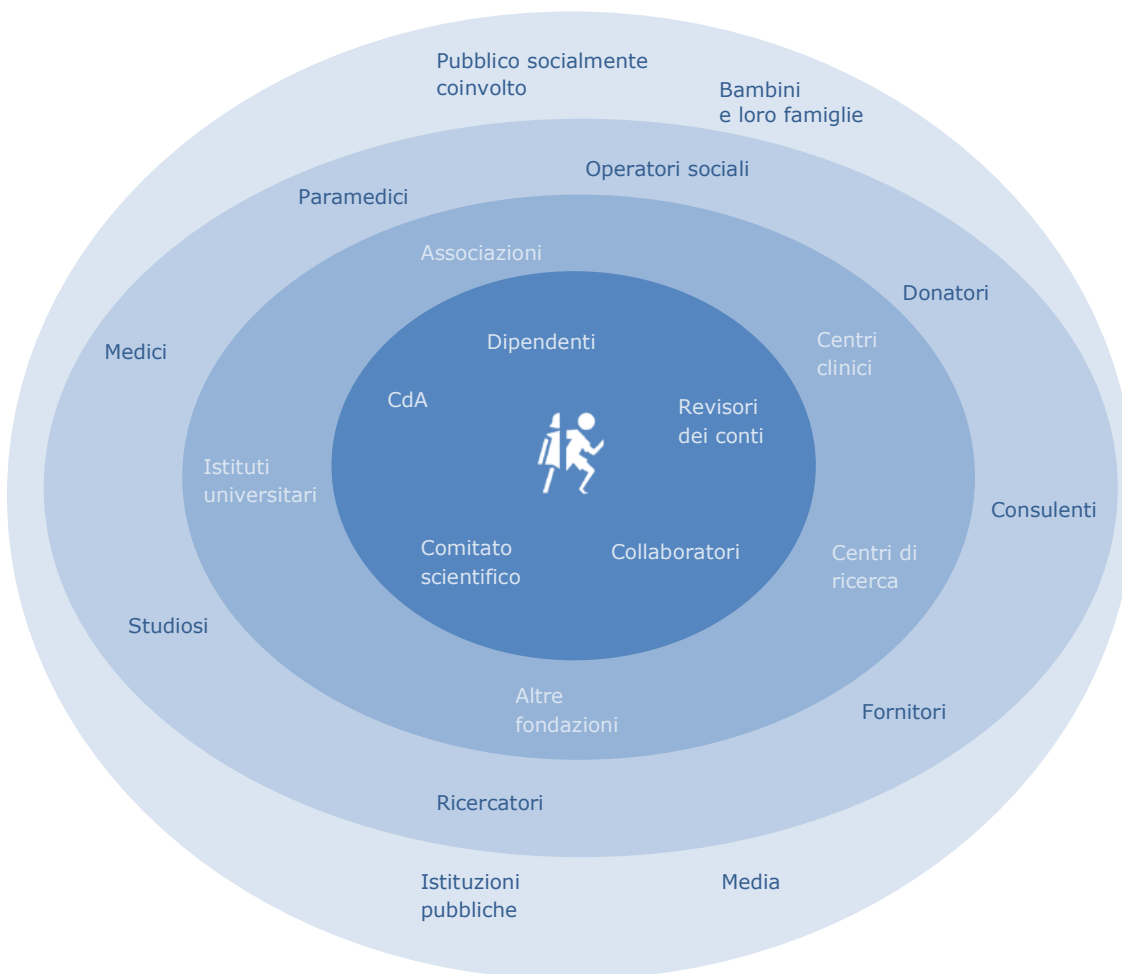 Pubblico socialmente
coinvolto
Bambini
e loro famiglie
Operatori sociali
Paramedici
Associazioni
Donatori
Medici
Dipendenti
Centri
clinici
CdA
Revisori
dei conti
Istituti
universitari
Consulenti
Comitato
scientifico
Collaboratori
Centri di
ricerca
Studiosi
Altre
fondazioni
Fornitori
Ricercatori
Istituzioni
pubbliche
Media